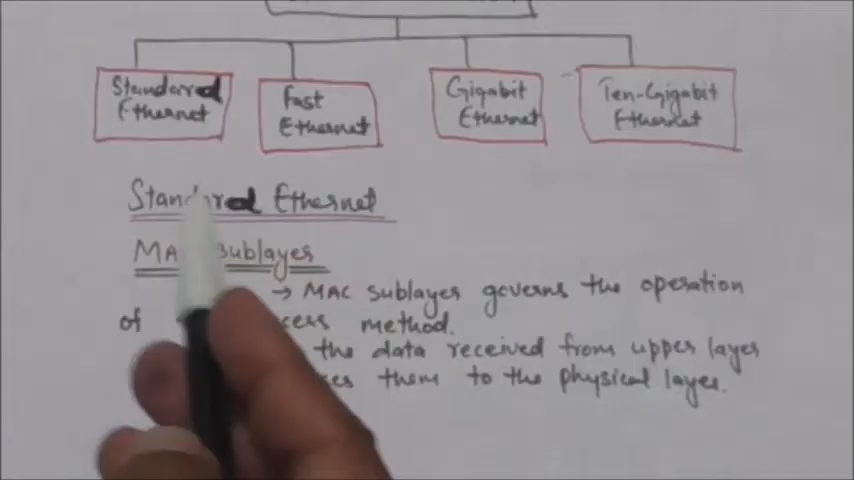 Standard
Ethernet
Fast
Ethernet
Gigabit
Ethernet
Ten-Gigabit
Ethernet
Standard Ethernet
Sublayer
→ MAC sublayer governs the operation
of method.
the data received from upper layer
them to the physical layer.